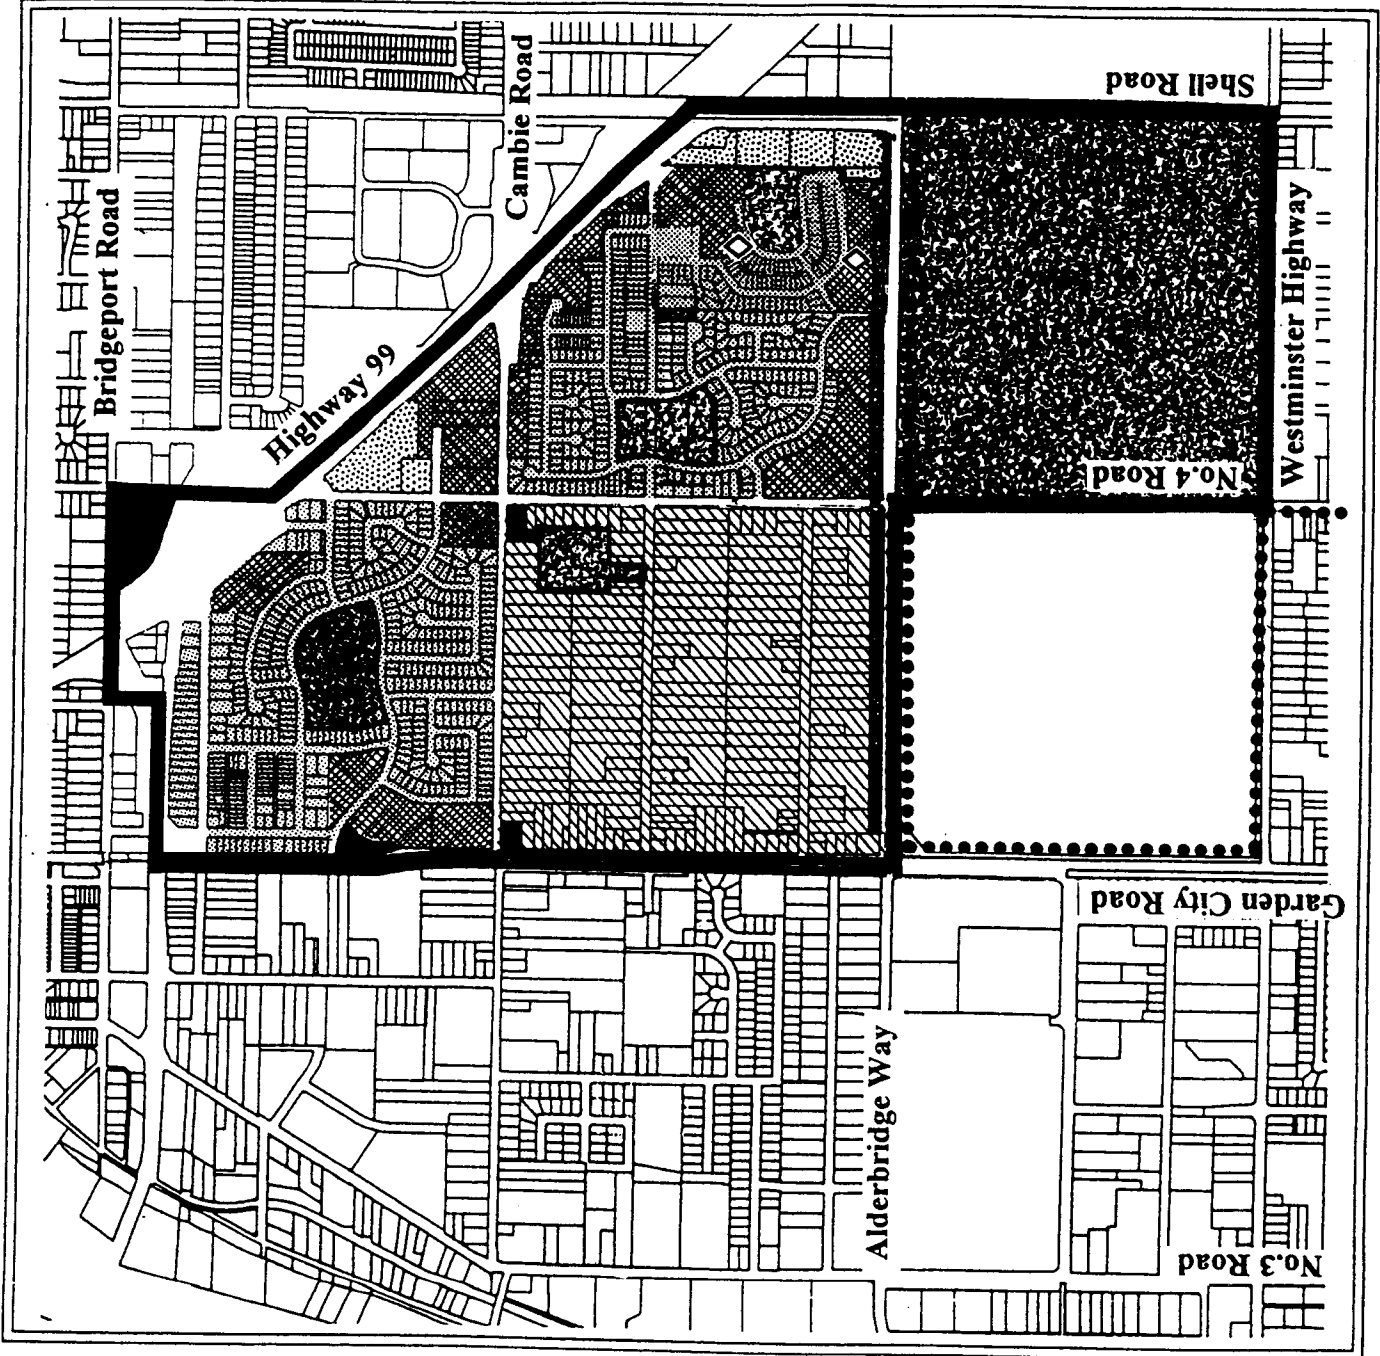 Shell Road
Cambie Road
Bridgeport Road
Westminster Highway
Highway 99
No.4 Road
Garden City Road
Alderbridge Way
No.3 Road